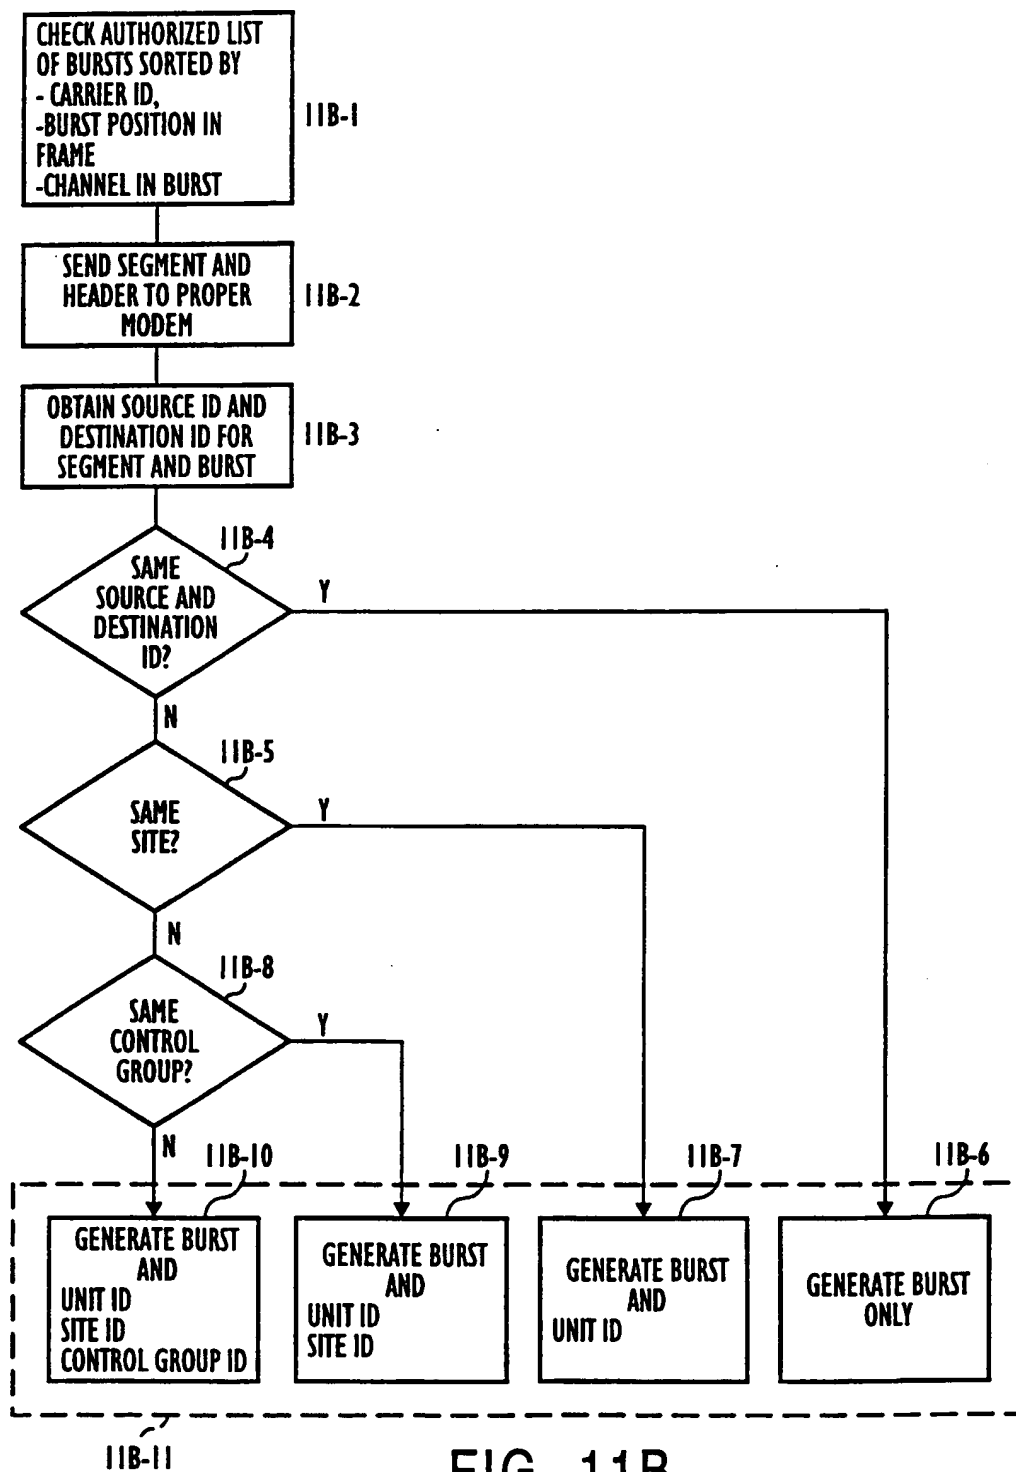 CHECK AUTHORIZED LIST
OF BURSTS SORTED BY
- CARRIER ID,
-BURST POSITION IN
FRAME
-CHANNEL IN BURST
11B-1
SEND SEGMENT AND
HEADER TO PROPER
MODEM
11B-2
OBTAIN SOURCE ID AND
DESTINATION ID FOR
SEGMENT AND BURST
11B-3
11B-4
SAME
SOURCE AND
DESTINATION
ID?
Y
N
11B-5
SAME
SITE?
Y
N
11B-8
SAME
CONTROL
GROUP?
Y
N
11B-10
GENERATE BURST
AND
UNIT ID
SITE ID
CONTROL GROUP ID
11B-9
GENERATE BURST
AND
UNIT ID
SITE ID
11B-7
GENERATE BURST
AND
UNIT ID
11B-6
GENERATE BURST
ONLY
11B-11
FIG. 11B